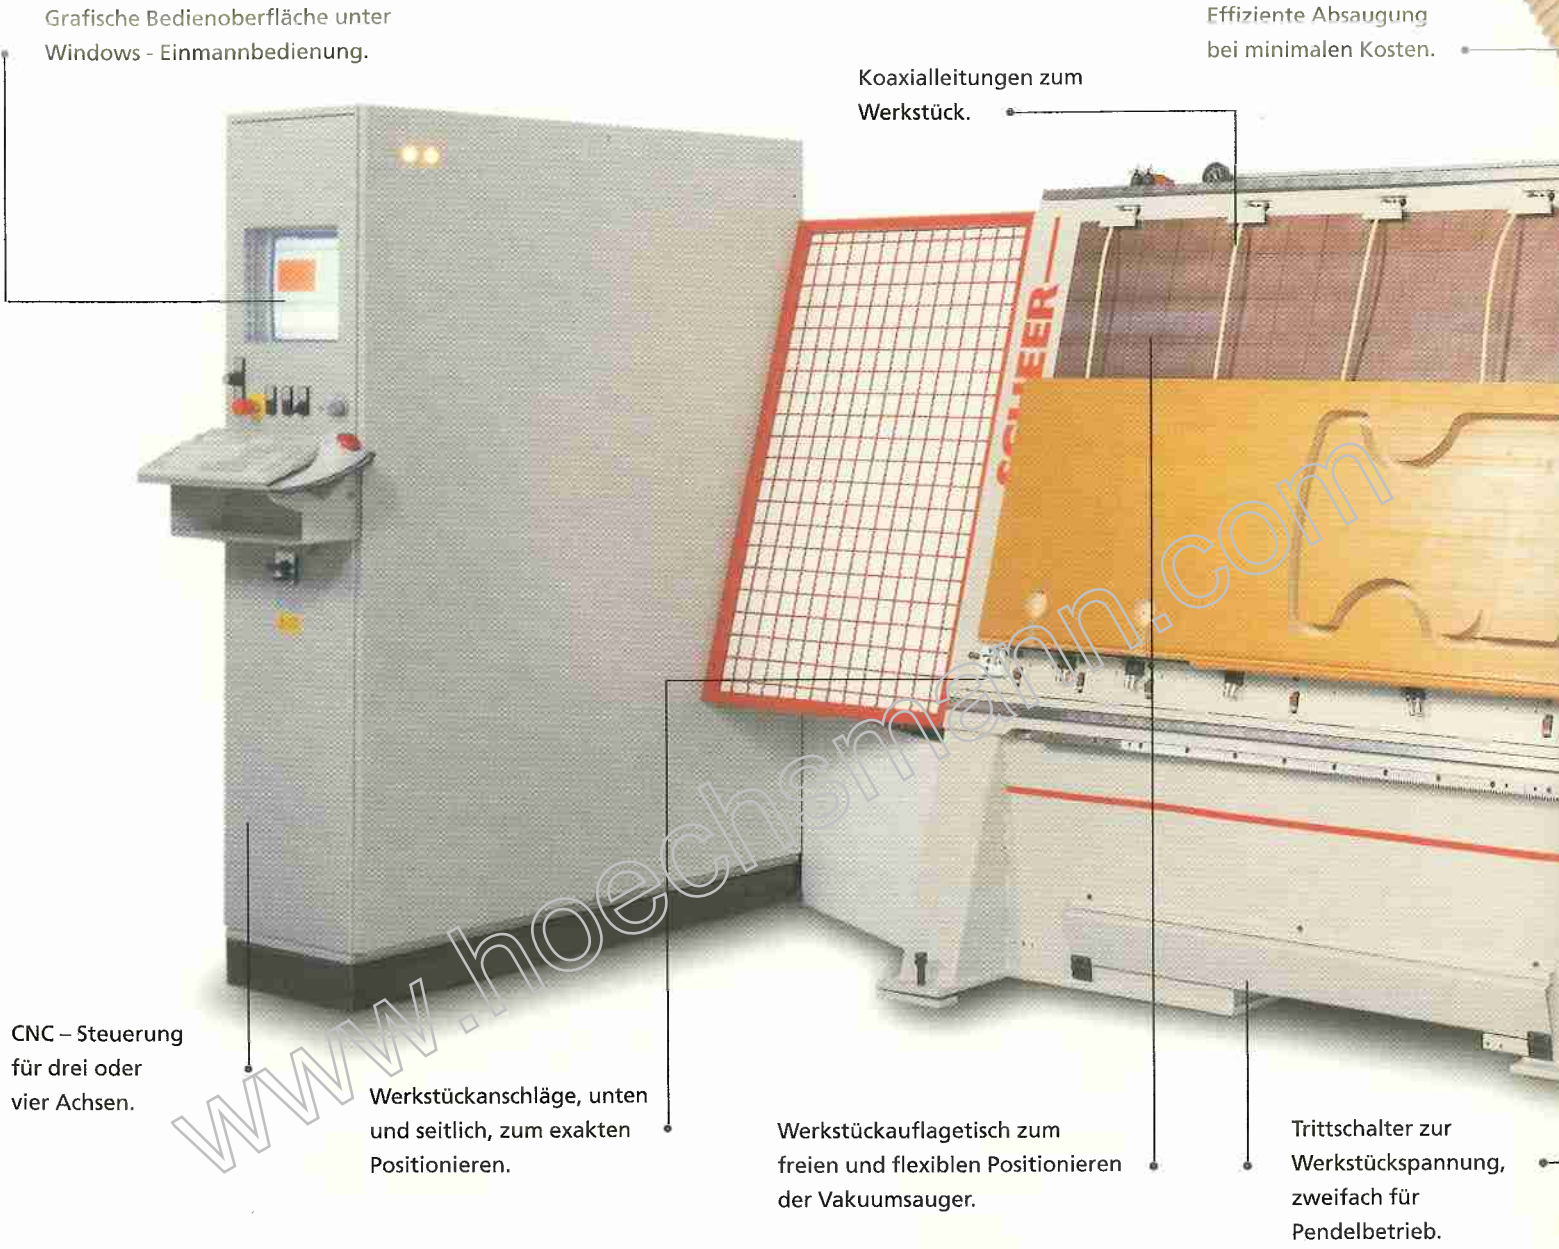 Grafische Bedienoberfläche unter
Windows - Einmannbedienung.
Effiziente Absaugung
bei minimalen Kosten.
Koaxialleitungen zum
Werkstück.
SCHEER
www.hoechsmann.com
CNC – Steuerung
für drei oder
vier Achsen.
Werkstückanschläge, unten
und seitlich, zum exakten
Positionieren.
Werkstückauflagetisch zum
freien und flexiblen Positionieren
der Vakuumsauger.
Trittschalter zur
Werkstückspannung,
zweifach für
Pendelbetrieb.